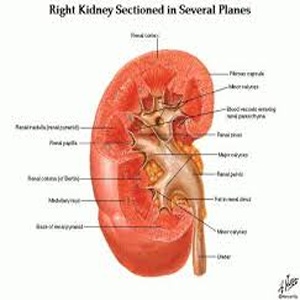 Right Kidney Sectioned in Several Planes
Renal cortex
Fibrous capsule
Minor calyces
Blood vessels entering
renal parenchyma
Renal sinus
Major calyces
Renal pelvis
Fat in renal sinus
Minor calyces
Ureter
Renal medulla (renal pyramid)
Renal papilla
Renal column (of Bertin)
Medullary rays
Base of renal pyramid